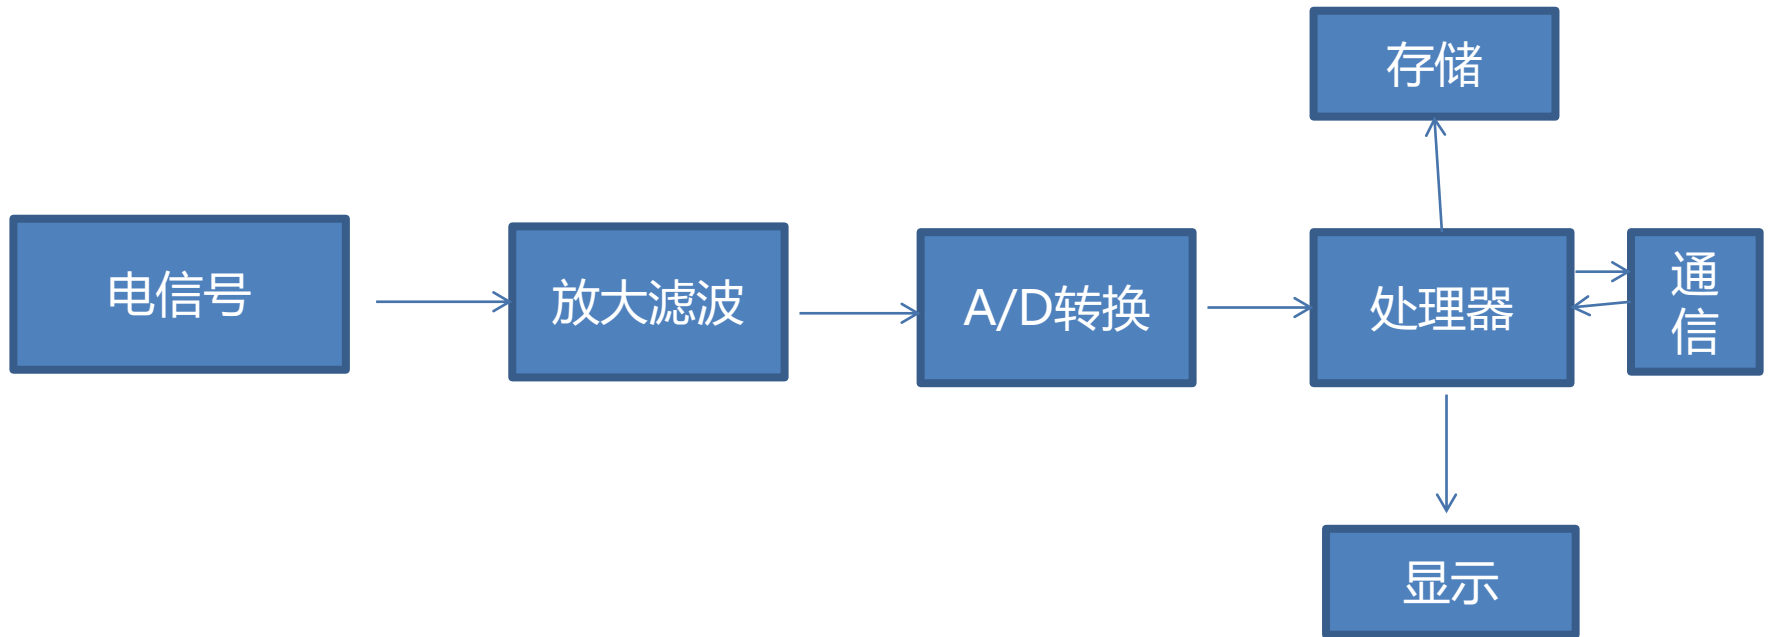 存储
电信号
放大滤波
A/D转换
处理器
通
信
显示